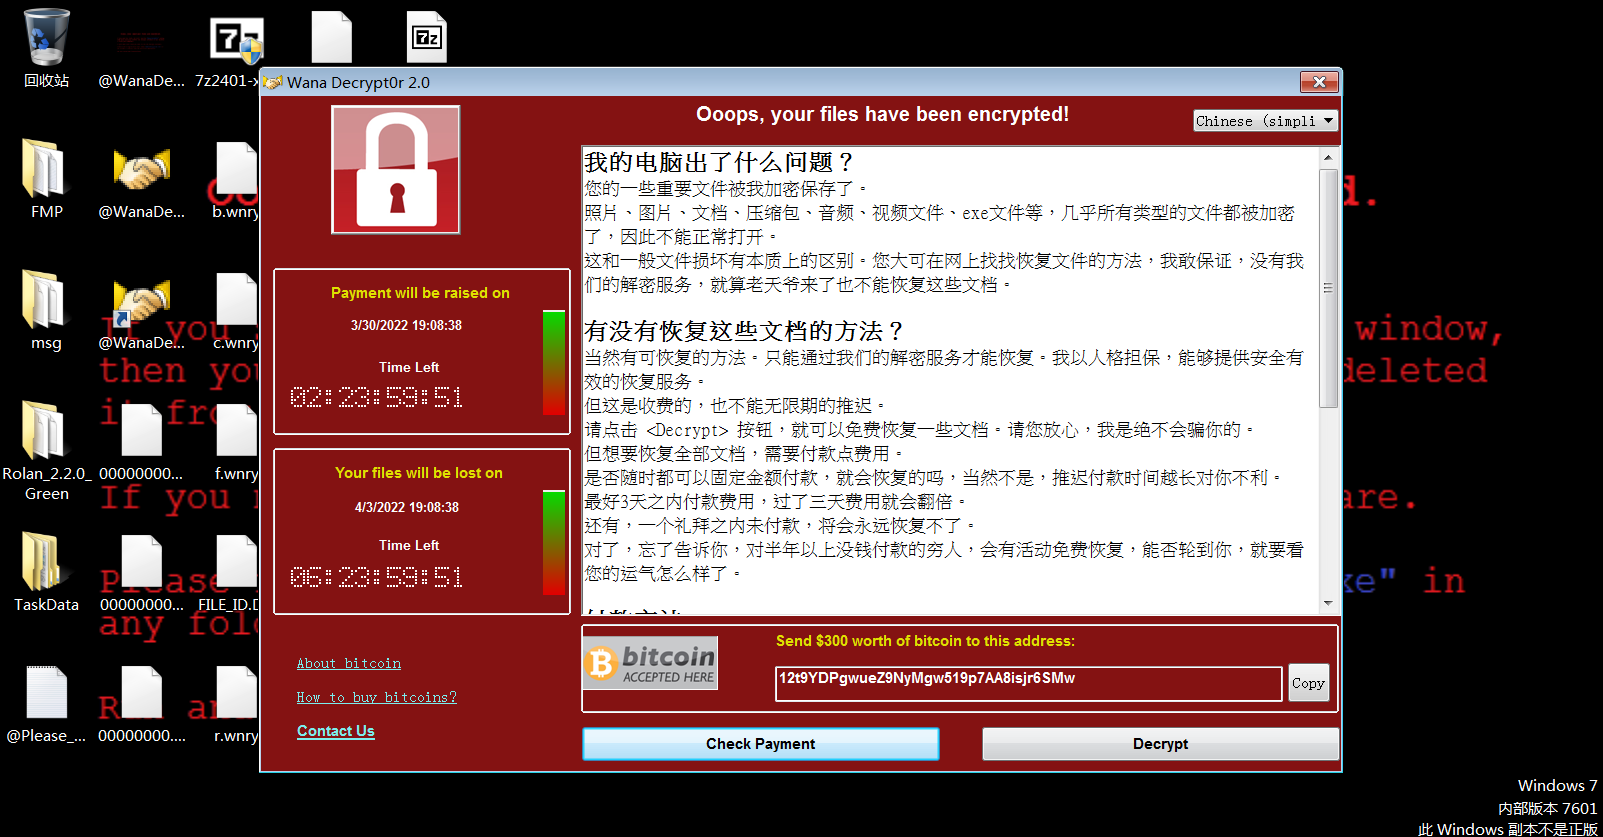 回收站
@WanaDe...
7z2401-x
FMP
@WanaDe...
b.wnry
msg
@WanaDe...
c.wnry
Rolan_2.2.0_
Green
00000000...
f.wnry
TaskData
00000000...
FILE_ID.D
@Please_...
00000000....
r.wnry
If you
window,
then you
deleted
it fro
If you
are.
Please
xe" in
any fol
Wana Decrypt0r 2.0
Ooops, your files have been encrypted!
Chinese (simpli
Payment will be raised on
3/30/2022 19:08:38
Time Left
02:23:59:51
Your files will be lost on
4/3/2022 19:08:38
Time Left
06:23:59:51
About bitcoin
How to buy bitcoins?
Contact Us
我的电脑出了什么问题？
您的一些重要文件被我加密保存了。
照片、图片、文档、压缩包、音频、视频文件、exe文件等，几乎所有类型的文件都被加密
了，因此不能正常打开。
这和一般文件损坏有本质上的区别。您大可在网上找找恢复文件的方法，我敢保证，没有我
们的解密服务，就算老天爷来了也不能恢复这些文档。
有没有恢复这些文档的方法？
当然有可恢复的方法。只能通过我们的解密服务才能恢复。我以人格担保，能够提供安全有
效的恢复服务。
但这是收费的，也不能无限期的推迟。
请点击 <Decrypt> 按钮，就可以免费恢复一些文档。请您放心，我是绝不会骗你的。
但想要恢复全部文档，需要付款点费用。
是否随时都可以固定金额付款，就会恢复的吗，当然不是，推迟付款时间越长对你不利。
最好3天之内付款费用，过了三天费用就会翻倍。
还有，一个礼拜之内未付款，将会永远恢复不了。
对了，忘了告诉你，对半年以上没钱付款的穷人，会有活动免费恢复，能否轮到你，就要看
您的运气怎么样了。
bitcoin
ACCEPTED HERE
Send $300 worth of bitcoin to this address:
12t9YDPgwueZ9NyMgw519p7AA8isjr6SMw
Copy
Check Payment
Decrypt
Windows 7
内部版本 7601
此 Windows 副本不是正版